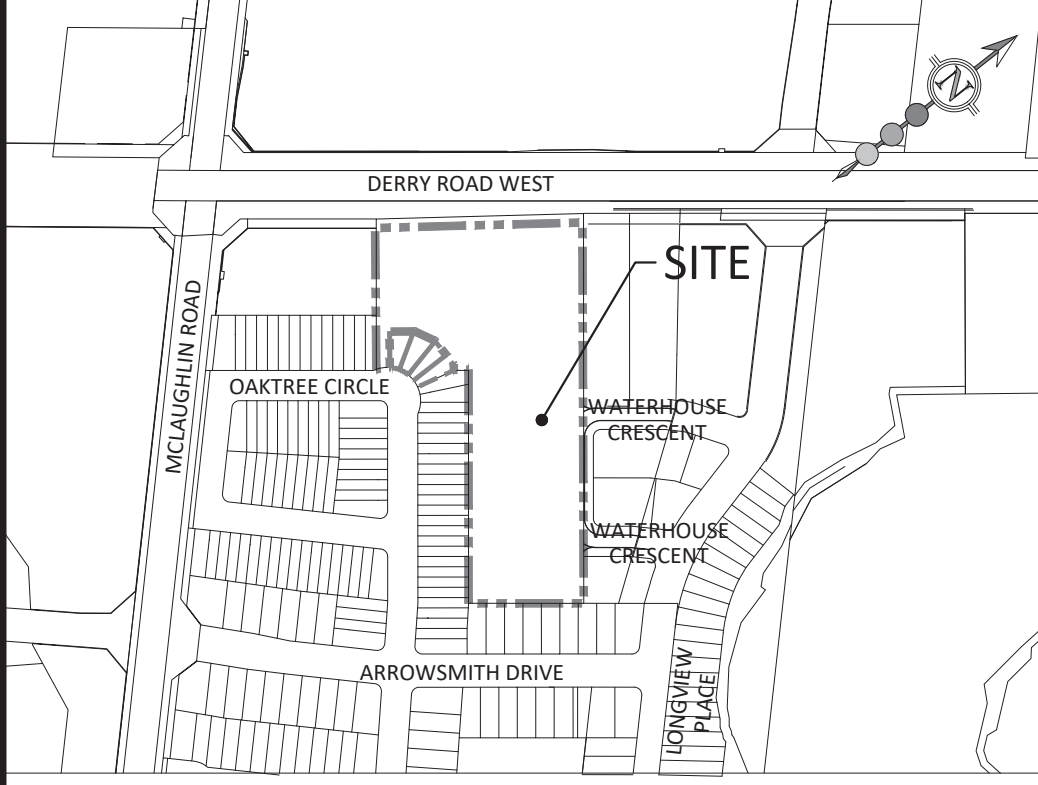 N
DERRY ROAD WEST
SITE
MCLAUGHLIN ROAD
OAKTREE CIRCLE
WATERHOUSE
CRESCENT
WATERHOUSE
CRESCENT
ARROWSMITH DRIVE
LONGVIEW
PLACE